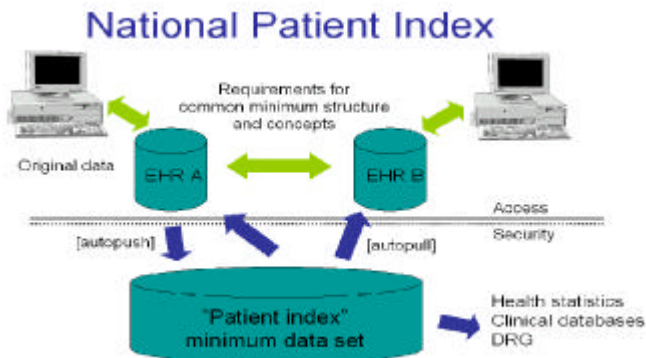 National Patient Index
Requirements for
common minimum structure
and concepts
Original data
EHR A
EHR B
Access
Security
[autopush]
[autopull]
"Patient index"
minimum data set
Health statistics
Clinical databases
DRG